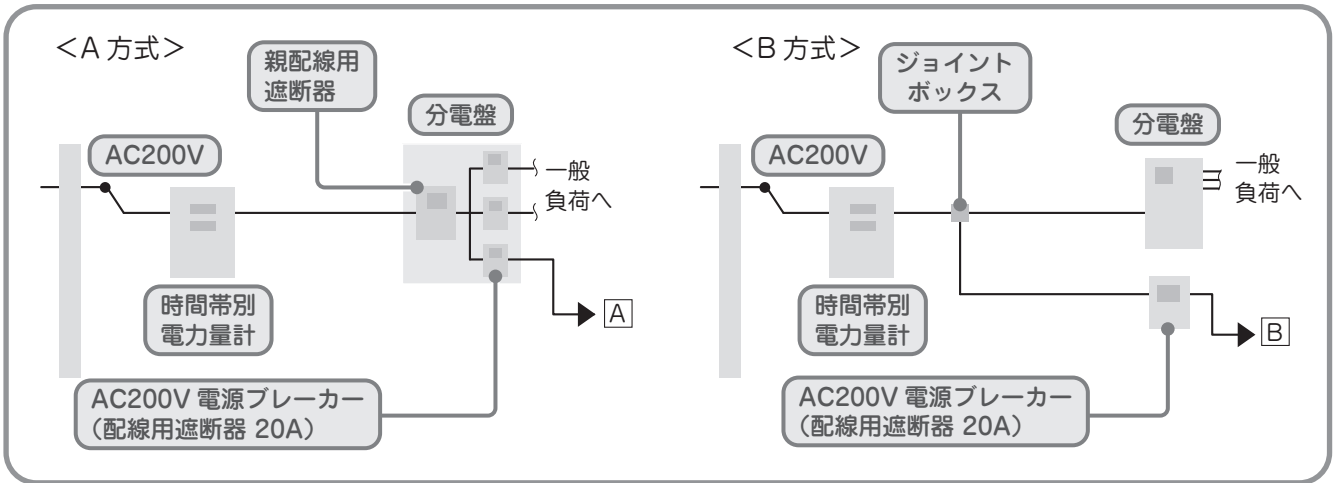 <A 方式>
親配線用
遮断器
分電盤
AC200V
一般
負荷へ
時間帯別
電力量計
A
AC200V 電源ブレーカー
(配線用遮断器 20A)
<B 方式>
ジョイント
ボックス
分電盤
AC200V
一般
負荷へ
時間帯別
電力量計
B
AC200V 電源ブレーカー
(配線用遮断器 20A)